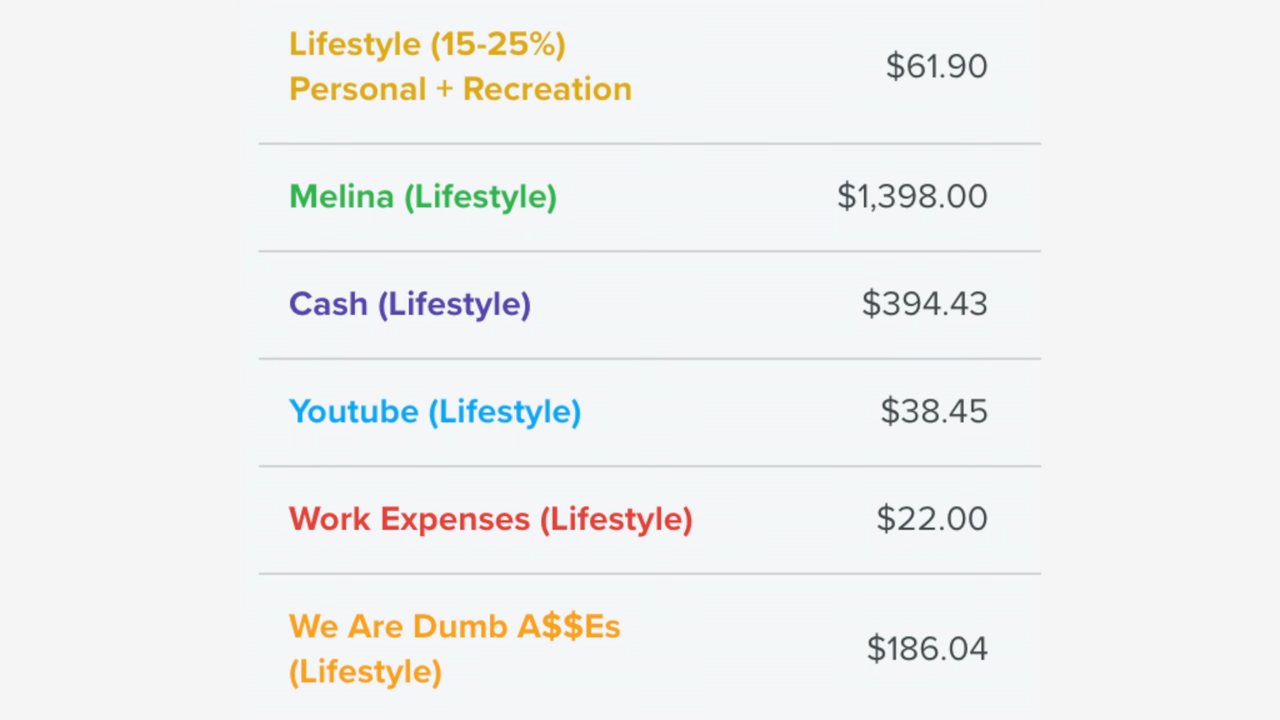 Lifestyle (15-25%)
Personal + Recreation
$61.90
Melina (Lifestyle)
$1,398.00
Cash (Lifestyle)
$394.43
Youtube (Lifestyle)
$38.45
Work Expenses (Lifestyle)
$22.00
We Are Dumb A$$Es
(Lifestyle)
$186.04